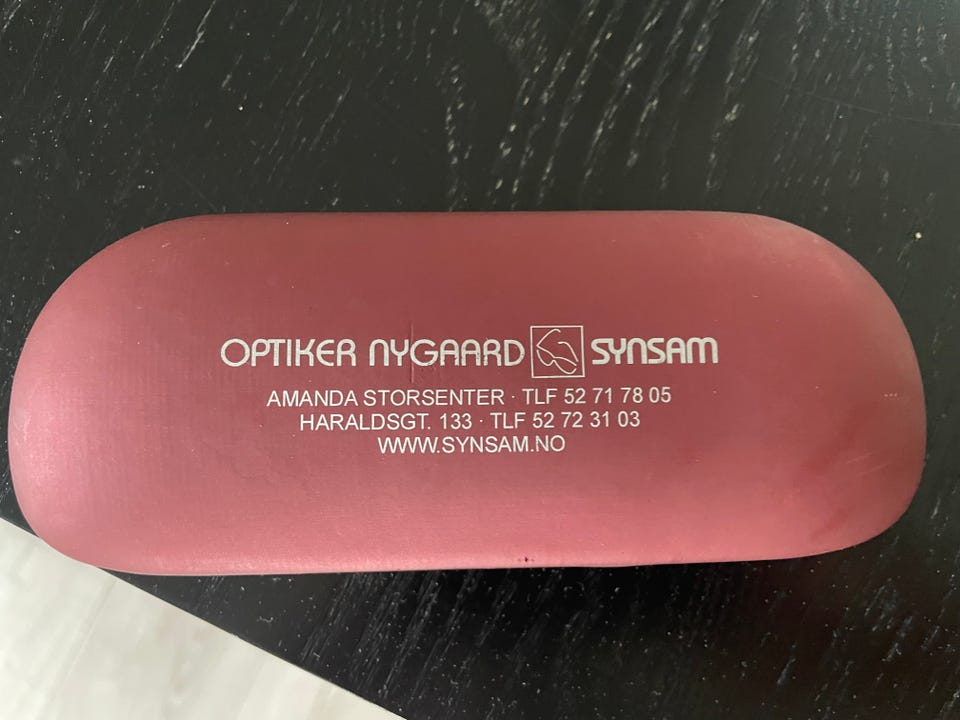 OPTIKER NYGAARD SYNSAM
AMANDA STORSENTER · TLF 52 71 78 05
HARALDSGT. 133 · TLF 52 72 31 03
WWW.SYNSAM.NO